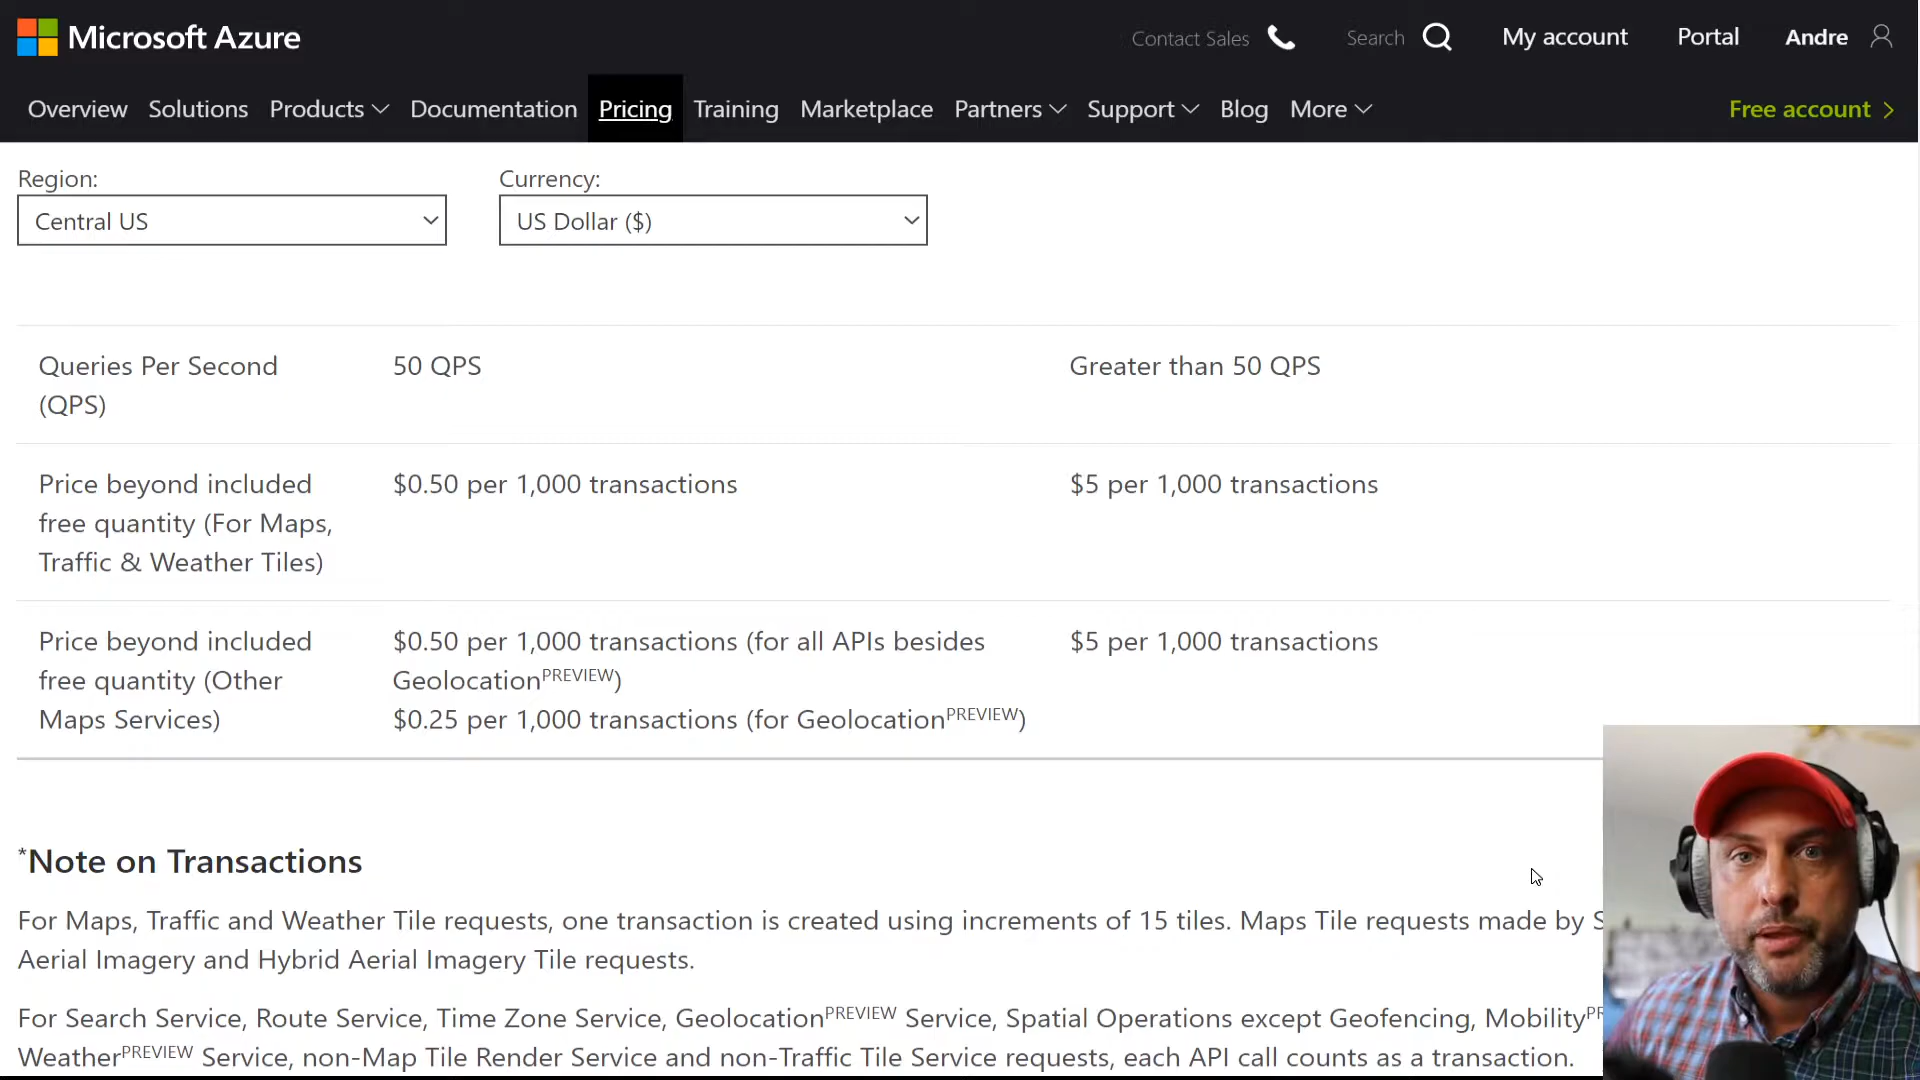 Microsoft Azure
Contact Sales
Search
My account
Portal
Andre
Overview
Solutions
Products
Documentation
Pricing
Training
Marketplace
Partners
Support
Blog
More
Free account
Region:
Currency:
Central US
US Dollar ($)
Queries Per Second
(QPS)
50 QPS
Greater than 50 QPS
Price beyond included
free quantity (For Maps,
Traffic & Weather Tiles)
$0.50 per 1,000 transactions
$5 per 1,000 transactions
Price beyond included
free quantity (Other
Maps Services)
$0.50 per 1,000 transactions (for all APIs besides
GeolocationPREVIEW)
$0.25 per 1,000 transactions (for GeolocationPREVIEW)
$5 per 1,000 transactions
*Note on Transactions
For Maps, Traffic and Weather Tile requests, one transaction is created using increments of 15 tiles. Maps Tile requests made by
Aerial Imagery and Hybrid Aerial Imagery Tile requests.
For Search Service, Route Service, Time Zone Service, GeolocationPREVIEW Service, Spatial Operations except Geofencing, Mobility
WeatherPREVIEW Service, non-Map Tile Render Service and non-Traffic Tile Service requests, each API call counts as a transaction.